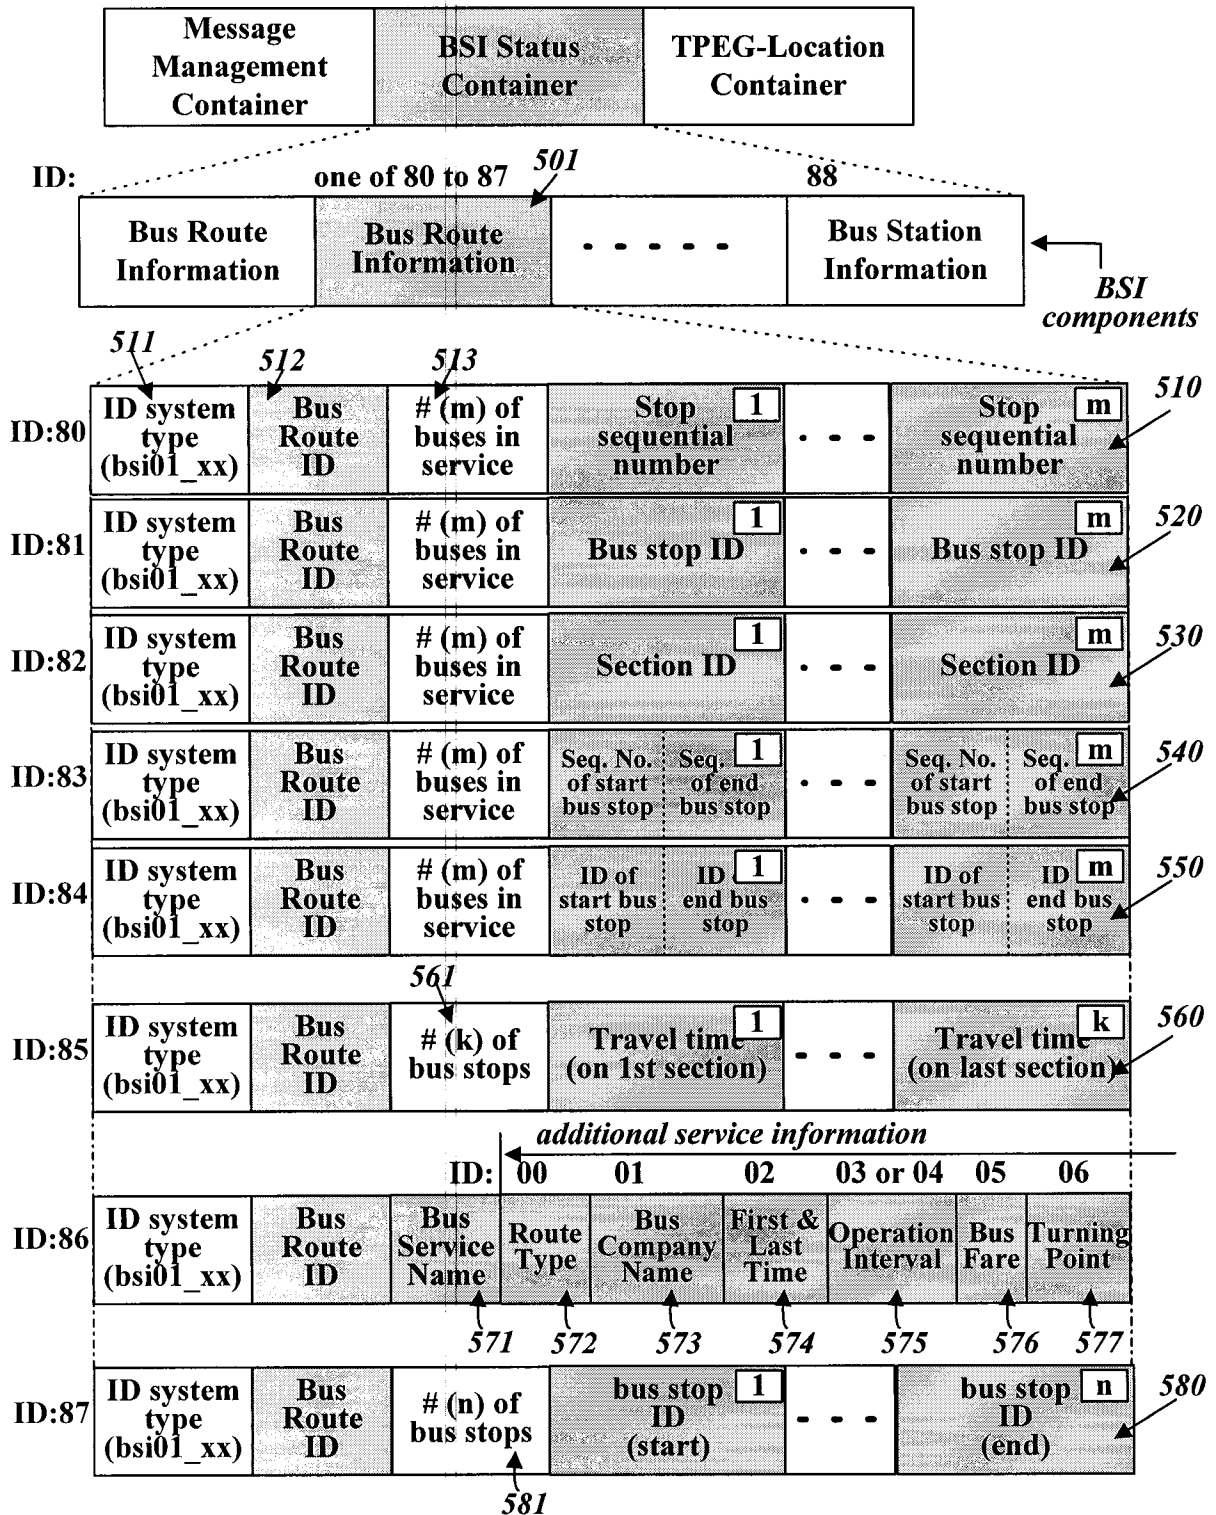 Message
Management
Container
BSI Status
Container
TPEG-Location
Container
ID:
one of 80 to 87
501
88
Bus Route
Information
Bus Route
Information
Bus Station
Information
BSI
components
511
512
513
510
ID:80
ID system
type
(bsi01_xx)
Bus
Route
ID
# (m) of
buses in
service
Stop
sequential
number
1
Stop
sequential
number
m
ID:81
ID system
type
(bsi01_xx)
Bus
Route
ID
# (m) of
buses in
service
Bus stop ID
1
Bus stop ID
m
520
ID:82
ID system
type
(bsi01_xx)
Bus
Route
ID
# (m) of
buses in
service
Section ID
1
Section ID
m
530
ID:83
ID system
type
(bsi01_xx)
Bus
Route
ID
# (m) of
buses in
service
Seq. No.
of start
bus stop
Seq.
of end
bus stop
1
Seq. No.
of start
bus stop
Seq.
of end
bus stop
m
540
ID:84
ID system
type
(bsi01_xx)
Bus
Route
ID
# (m) of
buses in
service
ID of
start bus
stop
ID
end bus
stop
1
ID of
start bus
stop
ID
end bus
stop
m
550
561
ID:85
ID system
type
(bsi01_xx)
Bus
Route
ID
# (k) of
bus stops
Travel time
(on 1st section)
1
Travel time
(on last section)
k
560
additional service information
ID:
00
01
02
03 or 04
05
06
ID:86
ID system
type
(bsi01_xx)
Bus
Route
ID
Bus
Service
Name
Route
Type
Bus
Company
Name
First &
Last
Time
Operation
Interval
Bus
Fare
Turning
Point
571
572
573
574
575
576
577
ID:87
ID system
type
(bsi01_xx)
Bus
Route
ID
# (n) of
bus stops
bus stop
ID
(start)
1
bus stop
ID
(end)
n
580
581